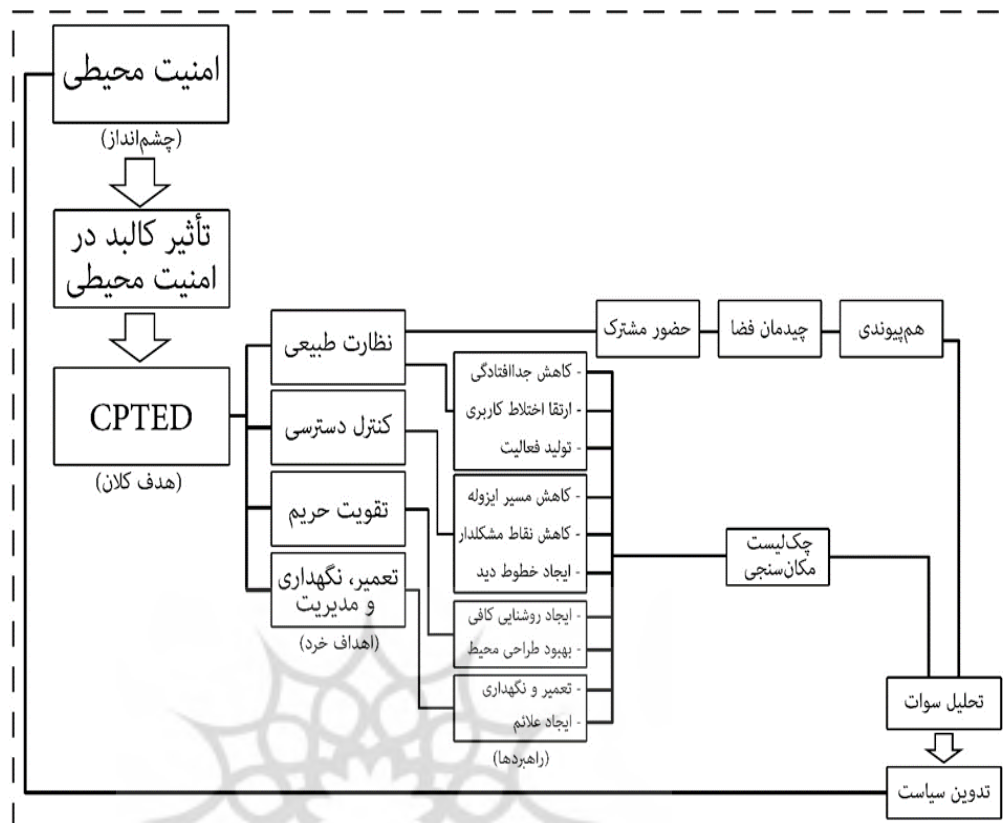 امنیت محیطی
(چشم‌انداز)
تأثیر کالبد در
امنیت محیطی
CPTED
(هدف کلان)
نظارت طبیعی
کنترل دسترسی
تقویت حریم
تعمیر، نگهداری
و مدیریت
(اهداف خرد)
- کاهش جداافتادگی
- ارتقا اختلاط کاربری
- تولید فعالیت
- کاهش مسیر ایزوله
- کاهش نقاط مشکلدار
- ایجاد خطوط دید
- ایجاد روشنایی کافی
- بهبود طراحی محیط
- تعمیر و نگهداری
- ایجاد علائم
(راهبردها)
حضور مشترک
چیدمان فضا
هم‌پیوندی
چک‌لیست
مکان‌سنجی
تحلیل سوات
تدوین سیاست